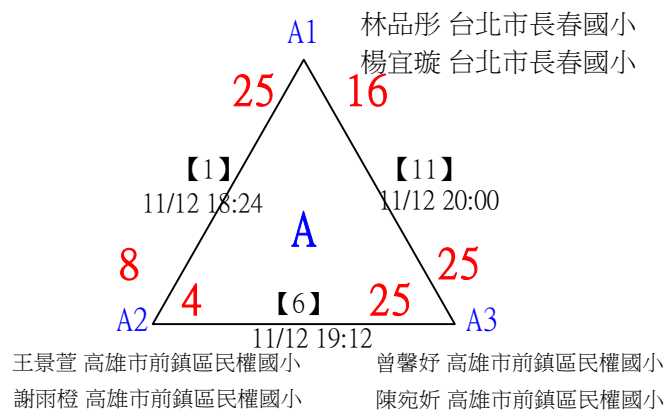 A1
林品彤 台北市長春國小
楊宜璇 台北市長春國小
25
16
【1】
11/12 18:24
【11】
11/12 20:00
A
8
25
4
【6】
25
A2
11/12 19:12
A3
王景萱 高雄市前鎮區民權國小
曾馨妤 高雄市前鎮區民權國小
謝雨橙 高雄市前鎮區民權國小
陳宛妡 高雄市前鎮區民權國小